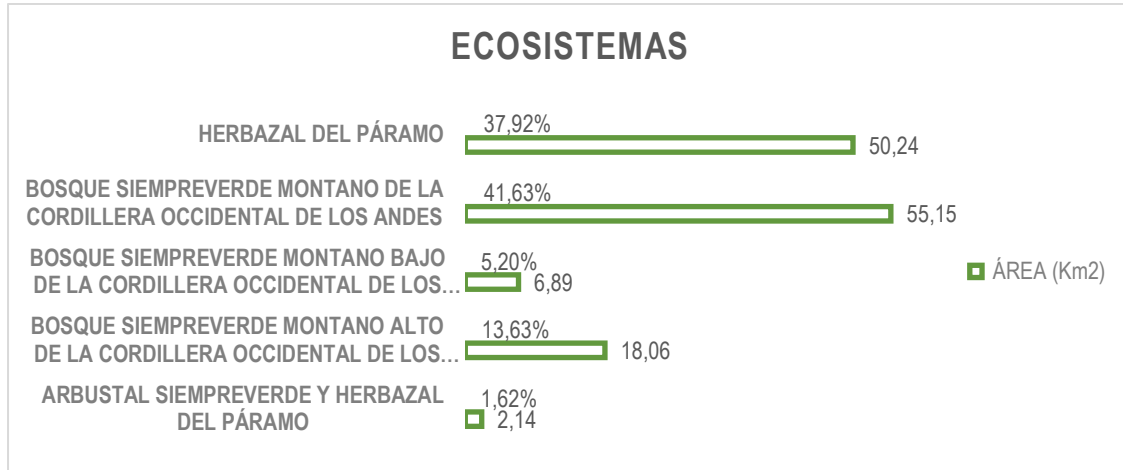 ECOSISTEMAS
HERBAZAL DEL PÁRAMO
37,92%
50,24
BOSQUE SIEMPREVERDE MONTANO DE LA
CORDILLERA OCCIDENTAL DE LOS ANDES
41,63%
55,15
BOSQUE SIEMPREVERDE MONTANO BAJO
DE LA CORDILLERA OCCIDENTAL DE LOS...
5,20%
6,89
BOSQUE SIEMPREVERDE MONTANO ALTO
DE LA CORDILLERA OCCIDENTAL DE LOS...
13,63%
18,06
ARBUSTAL SIEMPREVERDE Y HERBAZAL
DEL PÁRAMO
1,62%
2,14
ÁREA (Km2)